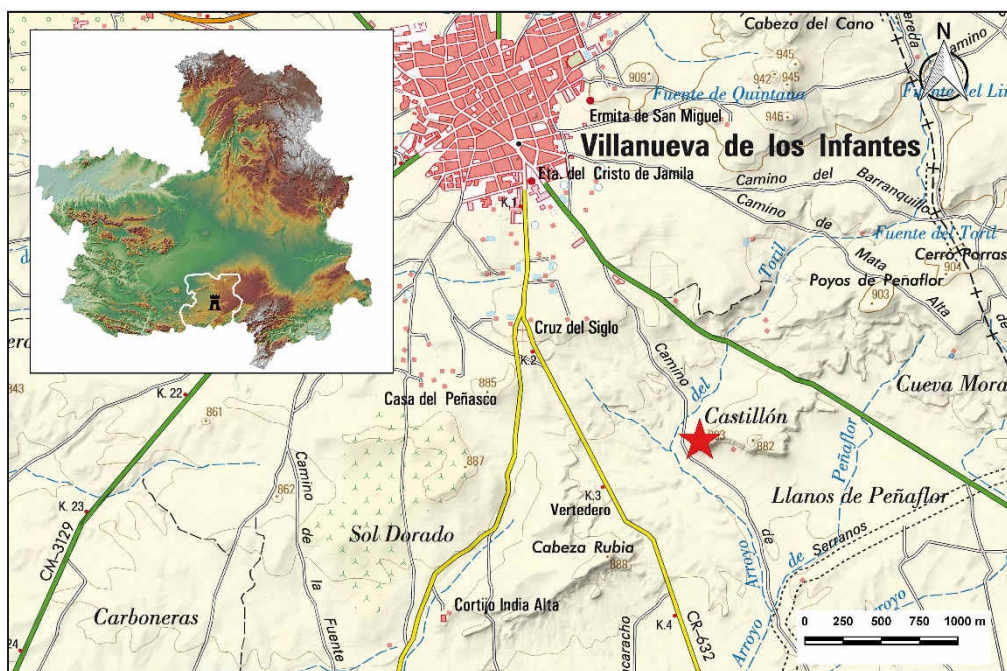 Cabeza del Cano
Camino
N
945
942
945
909
946
Fuente de Quintana
Ermita de San Miguel
Villanueva de los Infantes
Eta. del Cristo de Jamila
K.1
Camino del Barranquillo
Camino de Mata Alta
Fuente del Toril
Cerro Porras
904
Poyos de Peñaflor
903
Toril
del
Arroyo
Cruz del Siglo
K.2
Camino
de
Serranos
Cueva Mora
Castillón
882
K. 22
861
Casa del Peñasco
885
887
862
K. 23
CM-3129
Camino de la Fuente
Sol Dorado
K.3
Vertedero
Peñaflor
Llanos de Peñaflor
Cabeza Rubia
888
Arroyo de
Carboneras
Cortijo India Alta
K.4
CR-632
Arroyo
0 250 500 750 1000 m